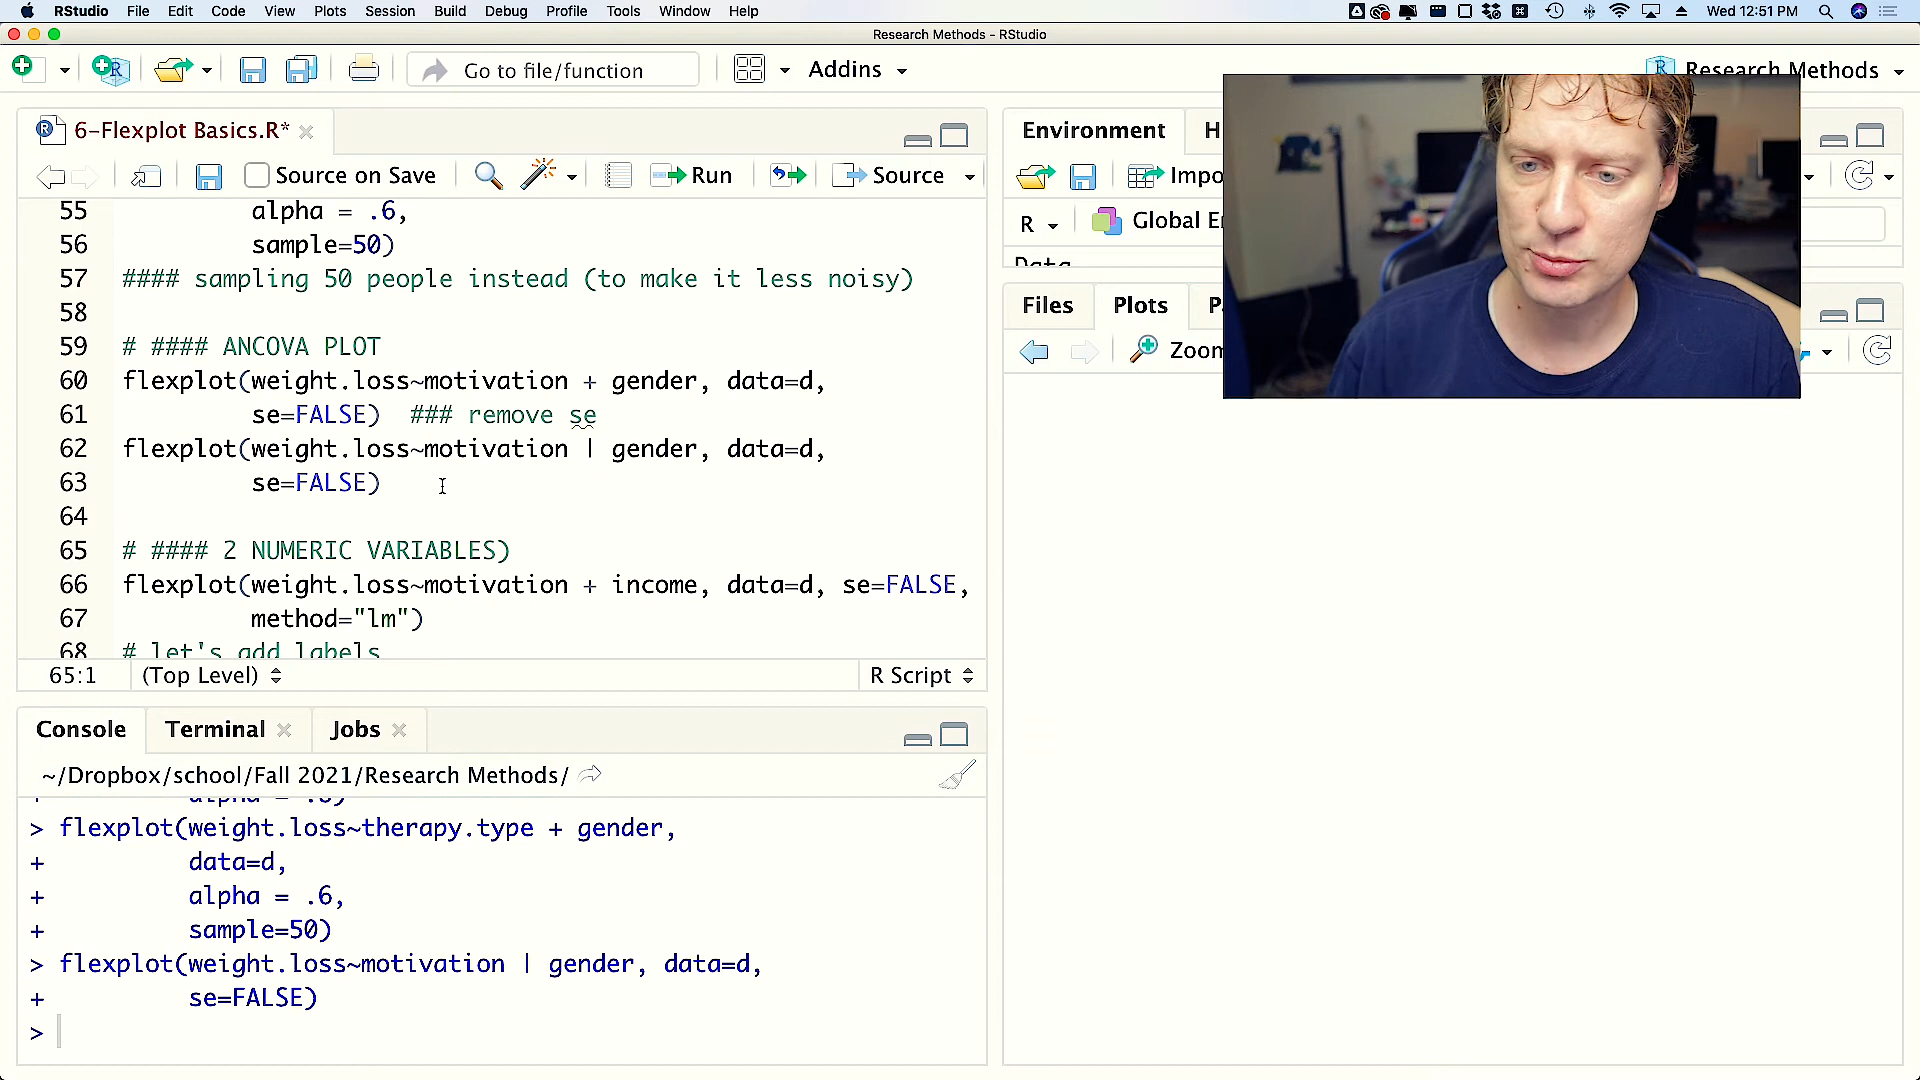 RStudio File Edit Code View Plots Session Build Debug Profile Tools Window Help Wed 12:51 PM
Research Methods - RStudio
Go to file/function Addins Research Methods
6-Flexplot Basics.R*
Source on Save Run Source
55 alpha = .6,
56 sample=50)
57 #### sampling 50 people instead (to make it less noisy)
58
59 # #### ANCOVA PLOT
60 flexplot(weight.loss~motivation + gender, data=d,
61 se=FALSE) ### remove se
62 flexplot(weight.loss~motivation | gender, data=d,
63 se=FALSE)
64
65 # #### 2 NUMERIC VARIABLES)
66 flexplot(weight.loss~motivation + income, data=d, se=FALSE,
67 method="lm")
68 # let's add labels
65:1 (Top Level) R Script
Console Terminal Jobs
~/Dropbox/school/Fall 2021/Research Methods/
+ alpha = .6)
> flexplot(weight.loss~therapy.type + gender,
+ data=d,
+ alpha = .6,
+ sample=50)
> flexplot(weight.loss~motivation | gender, data=d,
+ se=FALSE)
>
Environment H
Impo
R Global E
Data
Files Plots P
Zoom